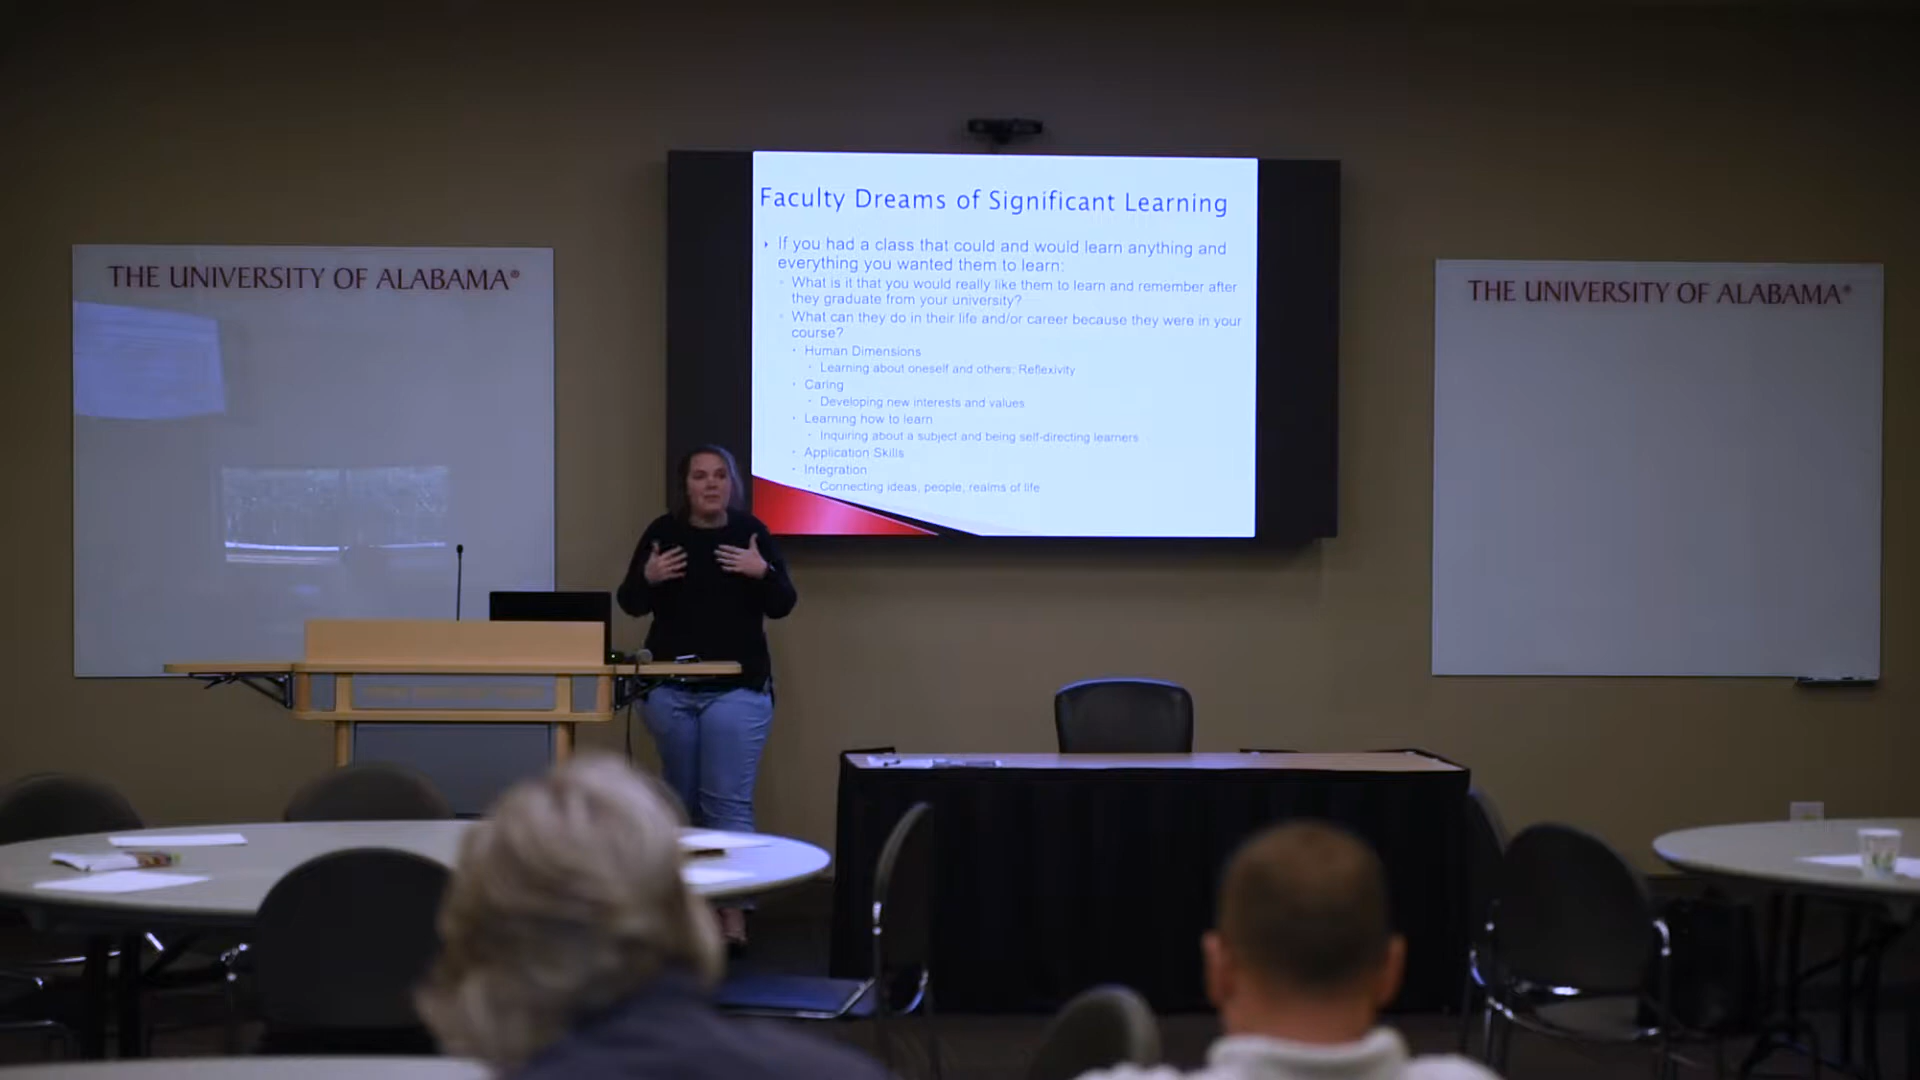 THE UNIVERSITY OF ALABAMA®
Faculty Dreams of Significant Learning
If you had a class that could and would learn anything and
everything you wanted them to learn:
What is it that you would really like them to learn and remember after
they graduate from your university?
What can they do in their life and/or career because they were in your
course?
Human Dimensions
Learning about oneself and others: Reflexivity
Caring
Developing new interests and values
Learning how to learn
Inquiring about a subject and being self-directing learners
Application Skills
Integration
Connecting ideas, people, realms of life
THE UNIVERSITY OF ALABAMA®